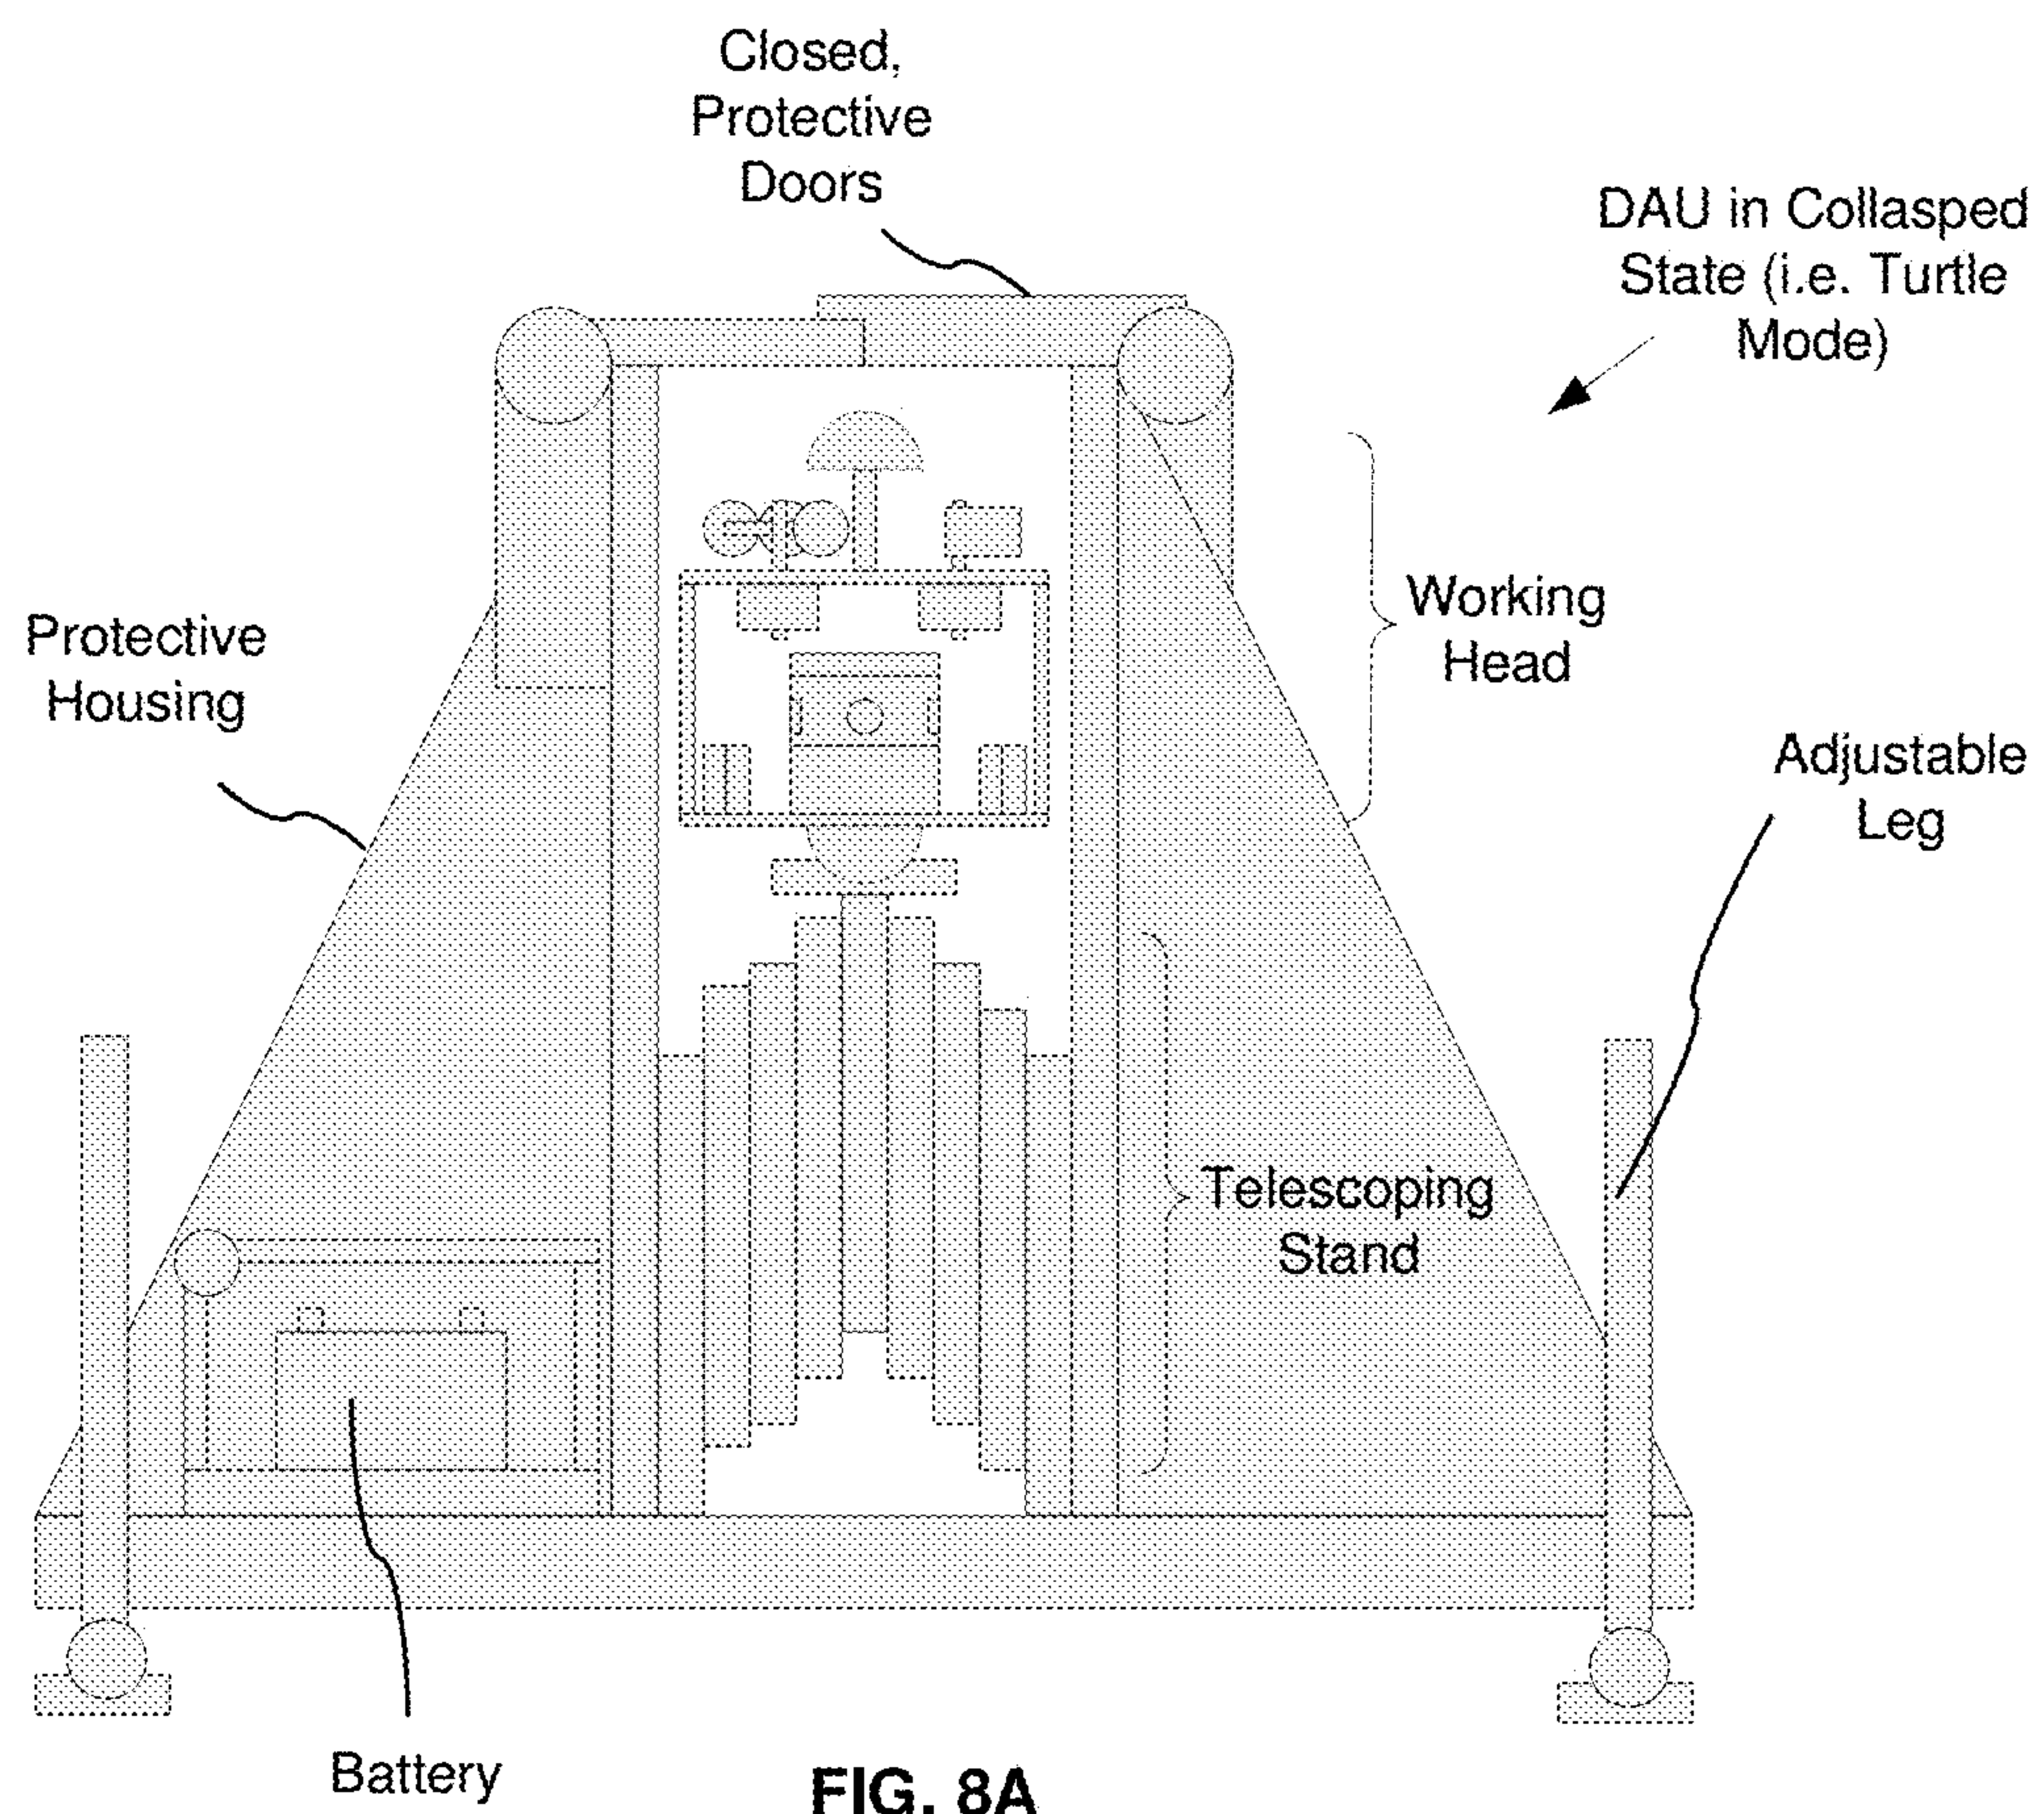 Closed,
Protective
Doors
DAU in Collasped
State (i.e. Turtle
Mode)
Working
Head
Protective
Housing
Adjustable
Leg
Telescoping
Stand
Battery
FIG. 8A